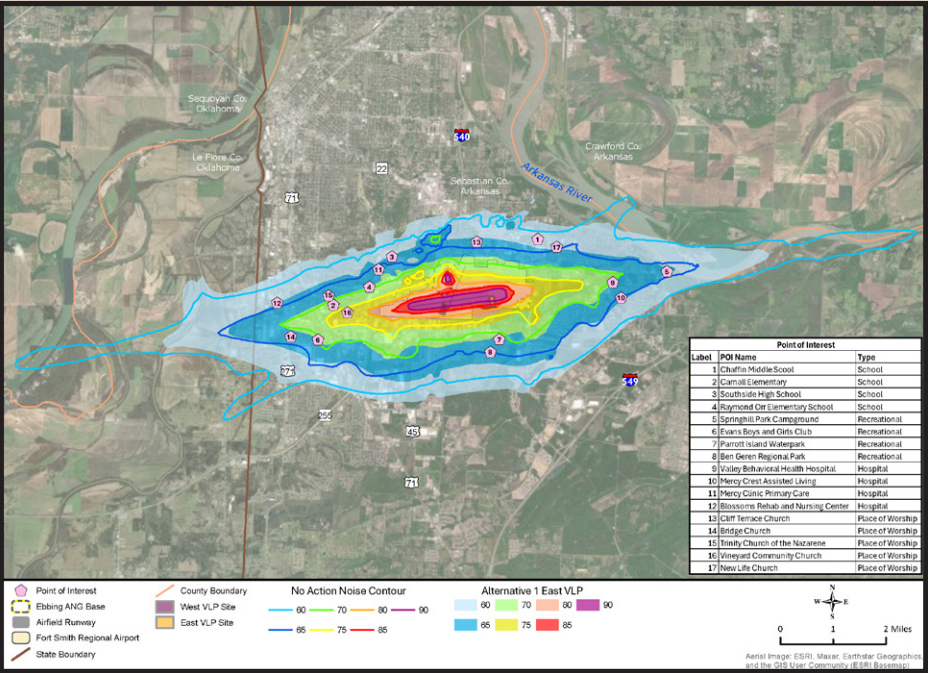 Sequoyah Co.
Oklahoma
Le Flore Co.
Oklahoma
540
Crawford Co.
Arkansas
22
Sebastian Co.
Arkansas
Arkansas River
71
13
1
17
3
11
5
4
9
15
12
2
10
16
14
6
7
8
271
549
255
45
71
Point of Interest
Label POI Name Type
1 Chaffin Middle Scool School
2 Carnall Elementary School
3 Southside High School School
4 Raymond Orr Elementary School School
5 Springhill Park Campground Recreational
6 Evans Boys and Girls Club Recreational
7 Parrott Island Waterpark Recreational
8 Ben Geren Regional Park Recreational
9 Valley Behavioral Health Hospital Hospital
10 Mercy Crest Assisted Living Hospital
11 Mercy Clinic Primary Care Hospital
12 Blossoms Rehab and Nursing Center Hospital
13 Cliff Terrace Church Place of Worship
14 Bridge Church Place of Worship
15 Trinity Church of the Nazarene Place of Worship
16 Vineyard Community Church Place of Worship
17 New Life Church Place of Worship
Point of Interest
Ebbing ANG Base
Airfield Runway
Fort Smith Regional Airport
State Boundary
County Boundary
West VLP Site
East VLP Site
No Action Noise Contour
60 70 80 90
65 75 85
Alternative 1 East VLP
60 70 80 90
65 75 85
N
W E
S
0 1 2 Miles
Aerial Image: ESRI, Maxar, Earthstar Geographics,
and the GIS User Community (ESRI Basemap)